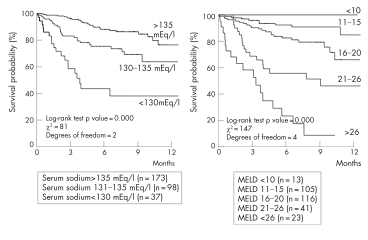 100
80
60
40
20
0
Survival probability (%)
>135
mEq/l
130–135 mEq/l
<130mEq/l
Log-rank test p value = 0.000
χ² = 81
Degrees of freedom = 2
0
3
6
9
12
Months
Serum sodium>135 mEq/l (n = 173)
Serum sodium 131–135 mEq/l (n = 98)
Serum sodium<130 mEq/l (n = 37)
100
80
60
40
20
0
Survival probability (%)
<10
11–15
16–20
21–26
>26
Log-rank test p value = 0.000
χ² = 147
Degrees of freedom = 4
0
3
6
9
12
Months
MELD <10 (n = 13)
MELD 11–15 (n = 105)
MELD 16–20 (n = 116)
MELD 21–26 (n = 41)
MELD <26 (n = 23)